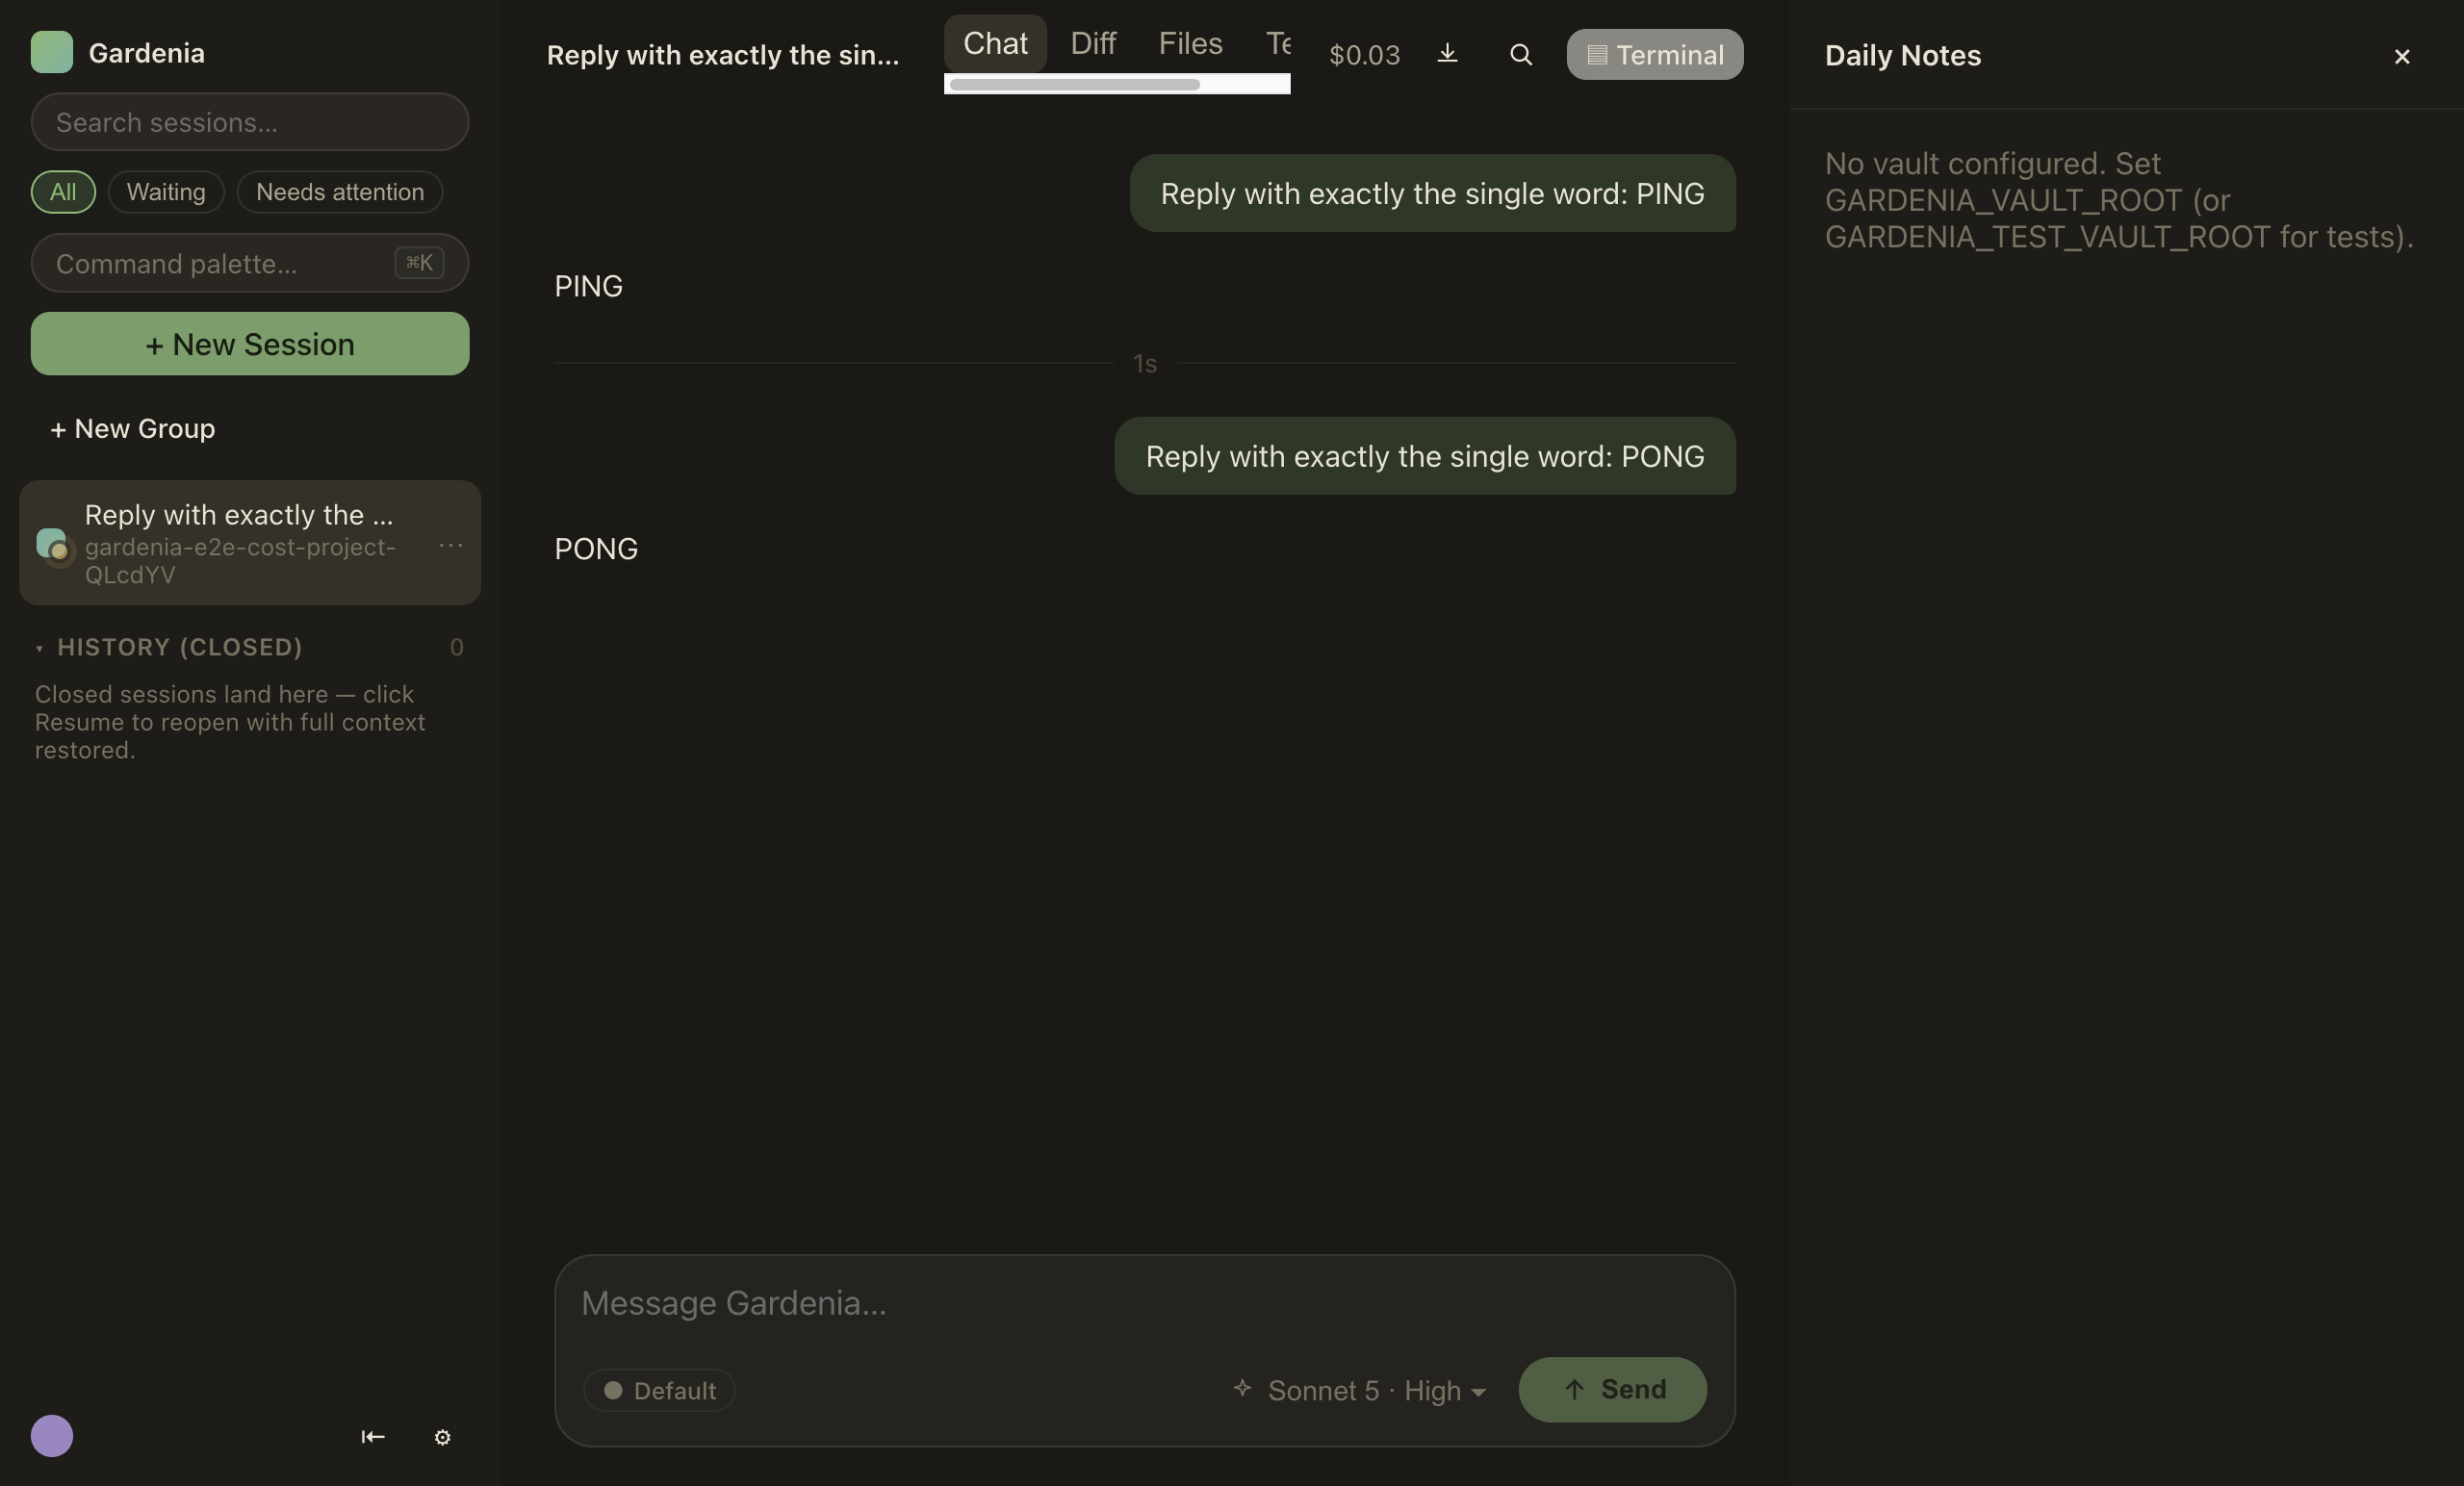 Gardenia
Search sessions...
All
Waiting
Needs attention
Command palette...
⌘K
+ New Session
+ New Group
Reply with exactly the ...
gardenia-e2e-cost-project-
QLcdYV
HISTORY (CLOSED)
0
Closed sessions land here — click
Resume to reopen with full context
restored.
Reply with exactly the sin...
Chat
Diff
Files
Te
$0.03
Terminal
Reply with exactly the single word: PING
PING
1s
Reply with exactly the single word: PONG
PONG
Message Gardenia...
Default
Sonnet 5 · High
Send
Daily Notes
No vault configured. Set
GARDENIA_VAULT_ROOT (or
GARDENIA_TEST_VAULT_ROOT for tests).